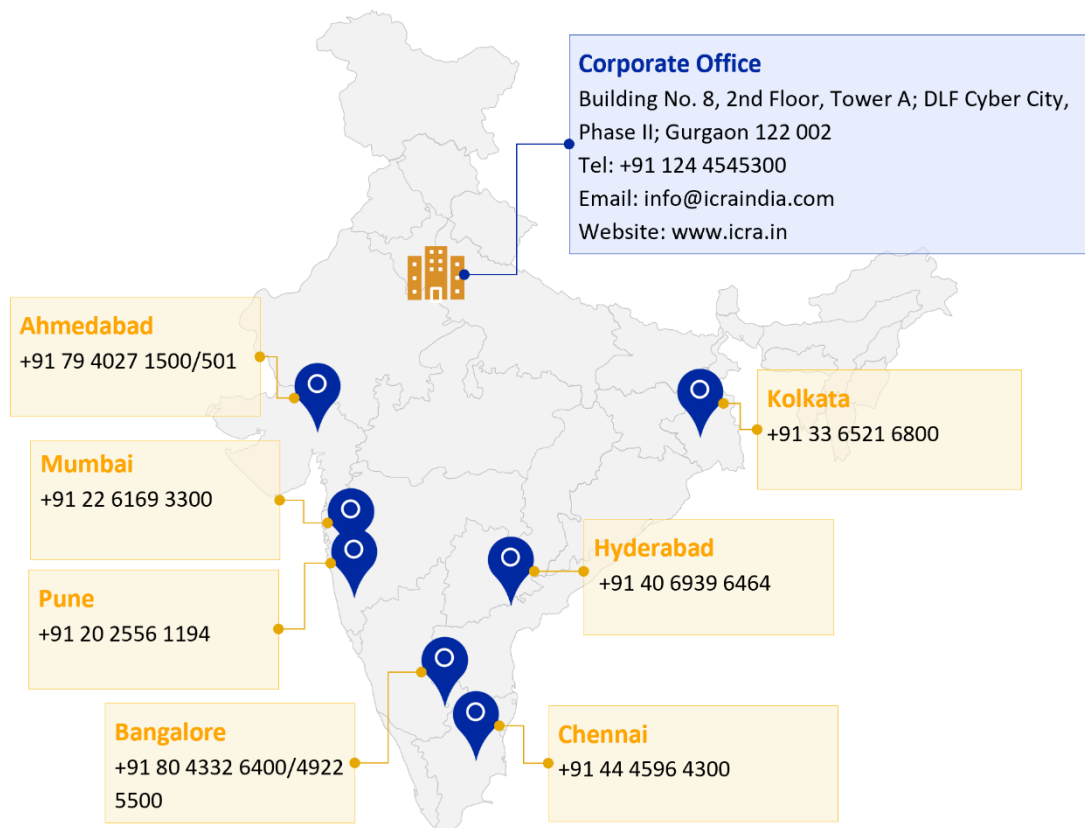 Corporate Office
Building No. 8, 2nd Floor, Tower A; DLF Cyber City,
Phase II; Gurgaon 122 002
Tel: +91 124 4545300
Email: info@icraindia.com
Website: www.icra.in
Ahmedabad
+91 79 4027 1500/501
Kolkata
+91 33 6521 6800
Mumbai
+91 22 6169 3300
Hyderabad
+91 40 6939 6464
Pune
+91 20 2556 1194
Bangalore
+91 80 4332 6400/4922
5500
Chennai
+91 44 4596 4300